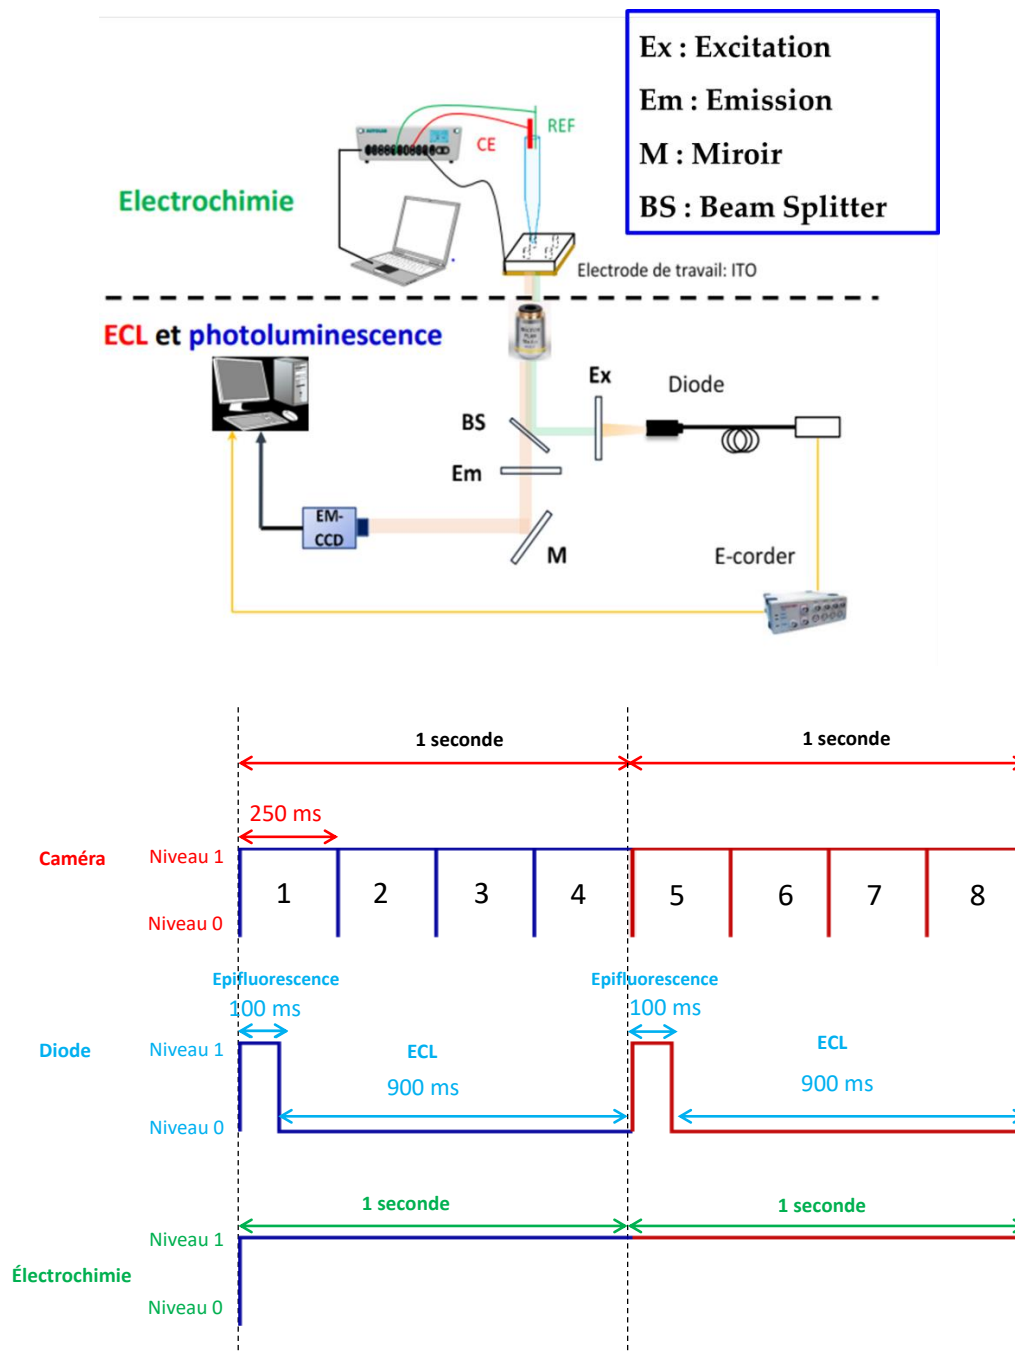 Ex : Excitation
Em : Emission
M : Miroir
BS : Beam Splitter
REF
CE
Electrochimie
Electrode de travail: ITO
ECL et photoluminescence
Ex
Diode
BS
Em
EM-
CCD
M
E-corder
1 seconde
1 seconde
250 ms
Caméra
Niveau 1
1
2
3
4
5
6
7
8
Niveau 0
Epifluorescence
100 ms
Epifluorescence
100 ms
Diode
Niveau 1
ECL
900 ms
ECL
900 ms
Niveau 0
1 seconde
1 seconde
Niveau 1
Électrochimie
Niveau 0